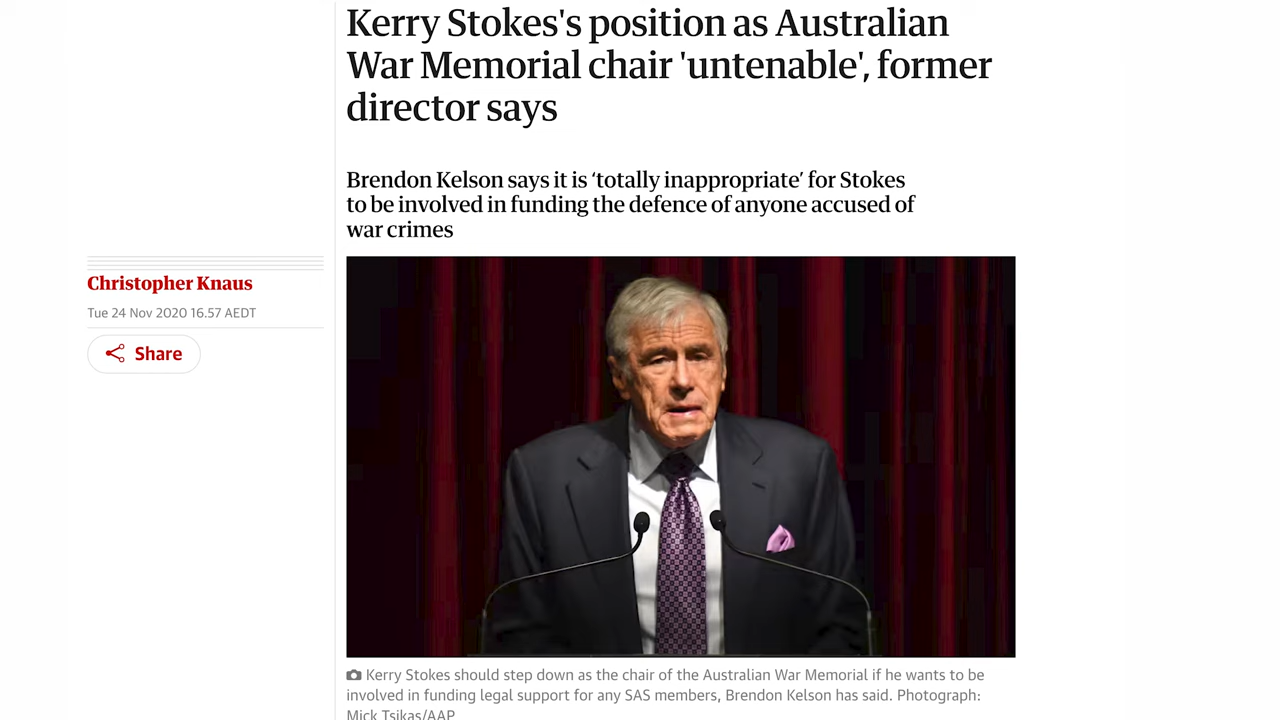 Kerry Stokes's position as Australian
War Memorial chair 'untenable', former
director says
Brendon Kelson says it is ‘totally inappropriate’ for Stokes
to be involved in funding the defence of anyone accused of
war crimes
Christopher Knaus
Tue 24 Nov 2020 16.57 AEDT
Share
Kerry Stokes should step down as the chair of the Australian War Memorial if he wants to be
involved in funding legal support for any SAS members, Brendon Kelson has said. Photograph:
Mick Tsikas/AAP